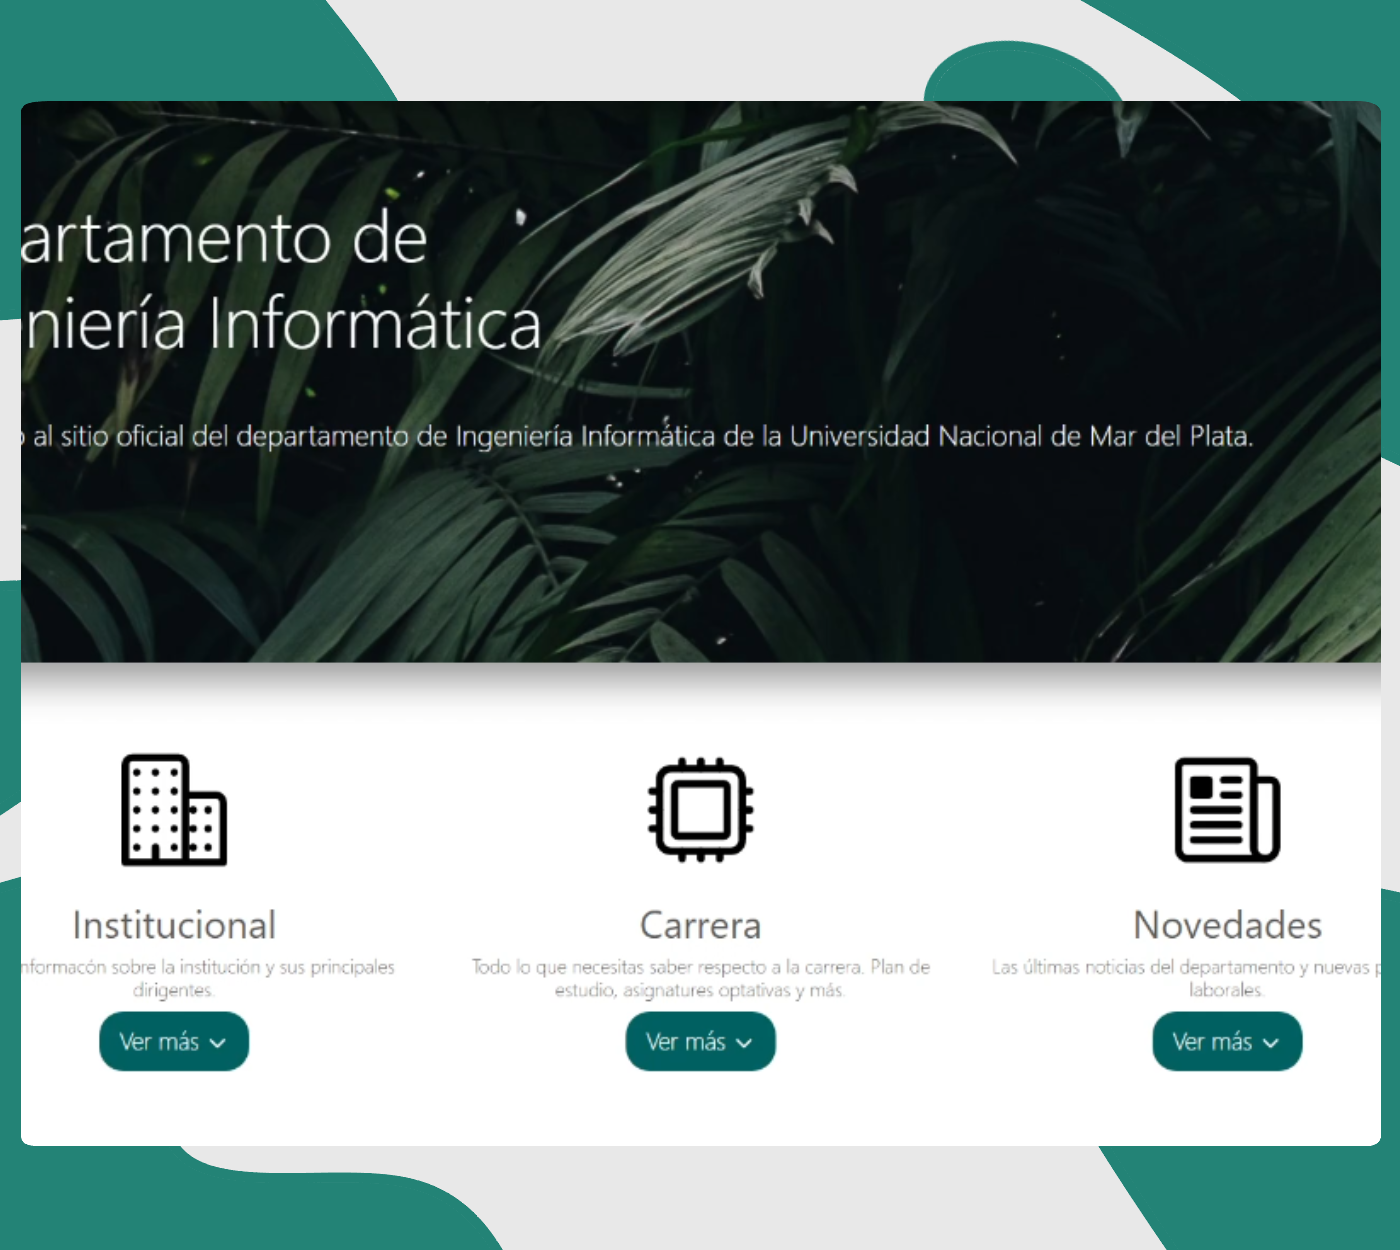 artamento de
niería Informática
al sitio oficial del departamento de Ingeniería Informática de la Universidad Nacional de Mar del Plata.
Institucional
nformacón sobre la institución y sus principales
dirigentes.
Ver más
Carrera
Todo lo que necesitas saber respecto a la carrera. Plan de
estudio, asignatures optativas y más.
Ver más
Novedades
Las últimas noticias del departamento y nuevas p
laborales.
Ver más